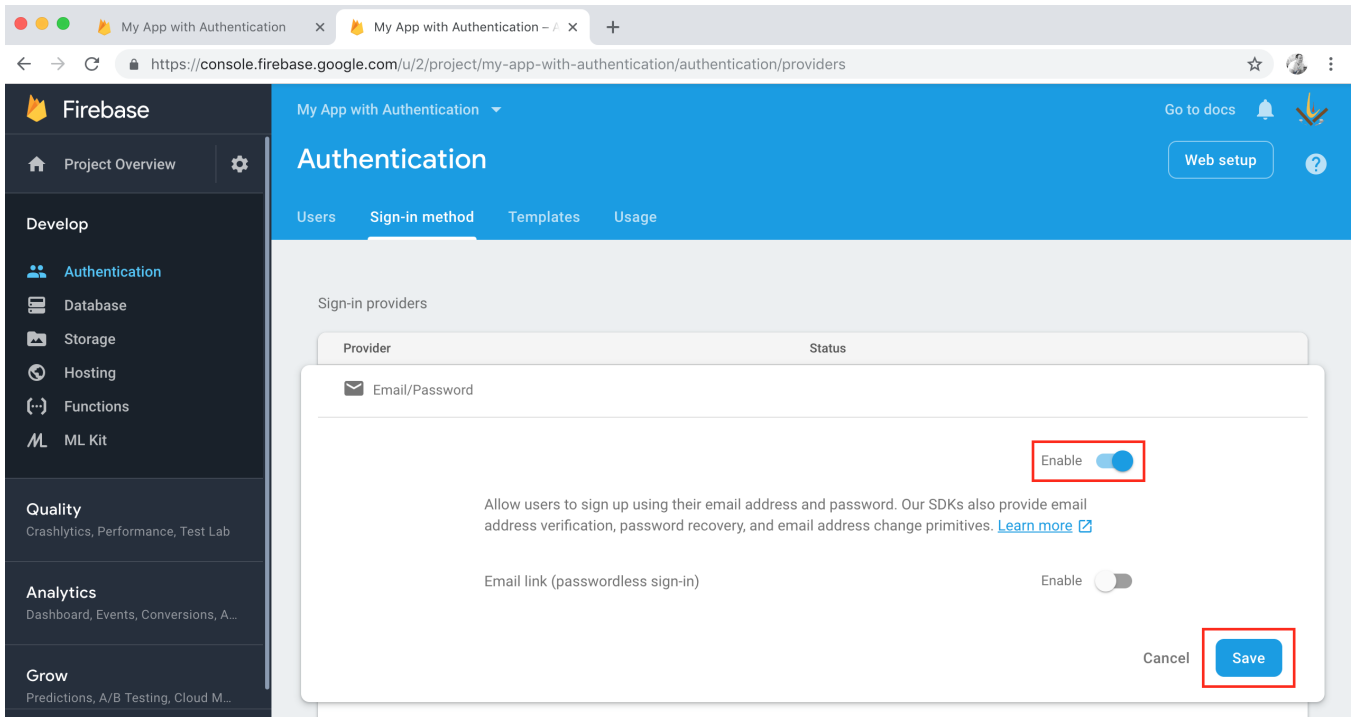 My App with Authentication
My App with Authentication – A
https://console.firebase.google.com/u/2/project/my-app-with-authentication/authentication/providers
Firebase
Project Overview
Develop
Authentication
Database
Storage
Hosting
Functions
ML Kit
Quality
Crashlytics, Performance, Test Lab
Analytics
Dashboard, Events, Conversions, A...
Grow
Predictions, A/B Testing, Cloud M...
My App with Authentication
Go to docs
Authentication
Web setup
Users Sign-in method Templates Usage
Sign-in providers
Provider Status
Email/Password
Enable
Allow users to sign up using their email address and password. Our SDKs also provide email
address verification, password recovery, and email address change primitives. Learn more
Email link (passwordless sign-in) Enable
Cancel Save